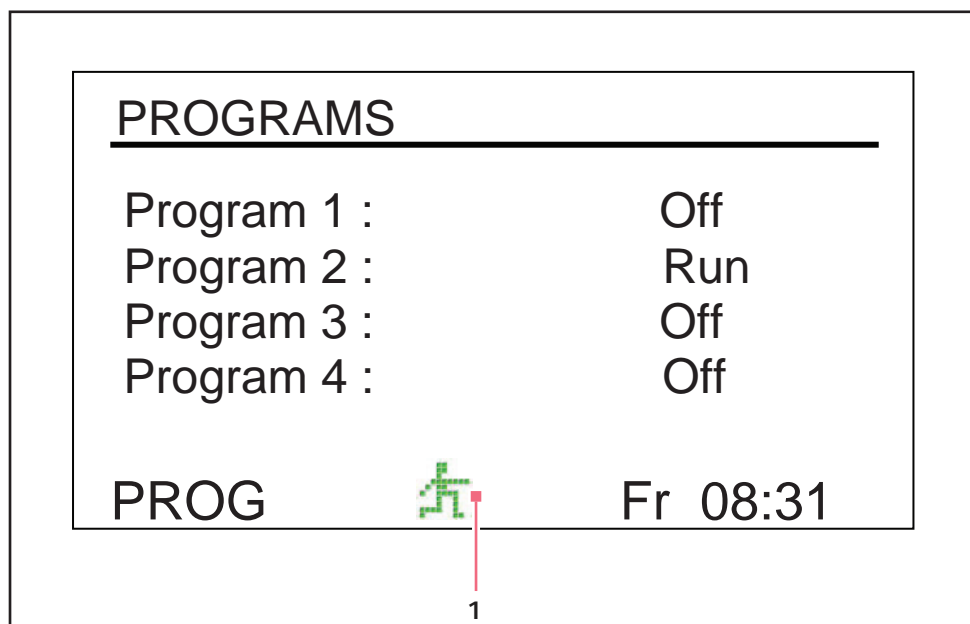 PROGRAMS
Program 1 : Off
Program 2 : Run
Program 3 : Off
Program 4 : Off
PROG Fr 08:31
1